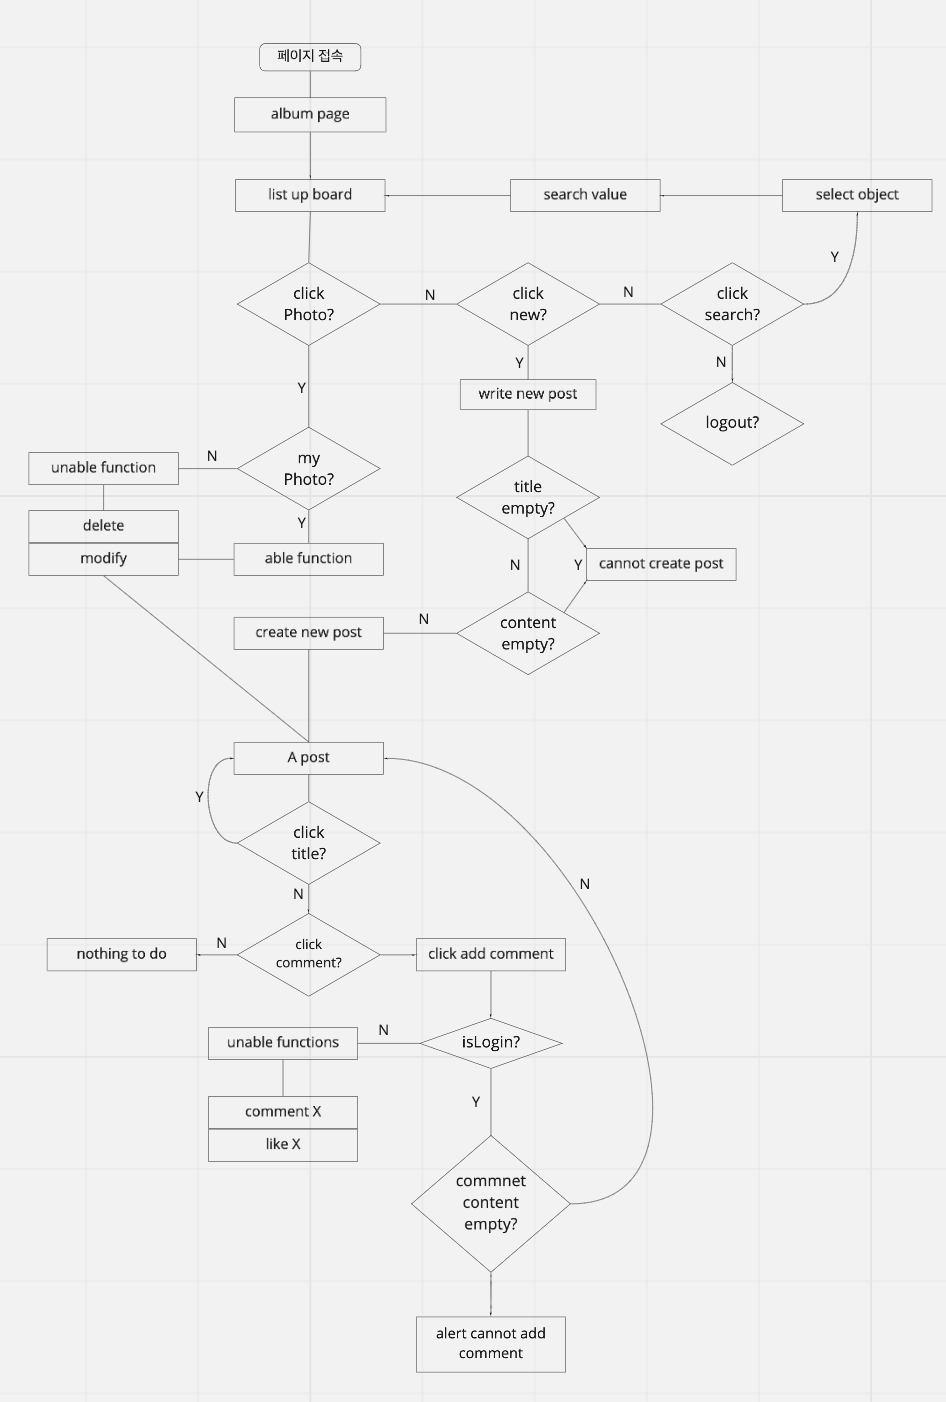 페이지 접속
album page
list up board
search value
select object
Y
click
Photo?
N
click
new?
N
click
search?
Y
Y
N
write new post
logout?
my
Photo?
N
unable function
title
empty?
Y
delete
modify
able function
N
Y
cannot create post
create new post
N
content
empty?
A post
Y
click
title?
N
N
nothing to do
N
click
comment?
click add comment
unable functions
N
isLogin?
comment X
like X
Y
commnet
content
empty?
alert cannot add
comment